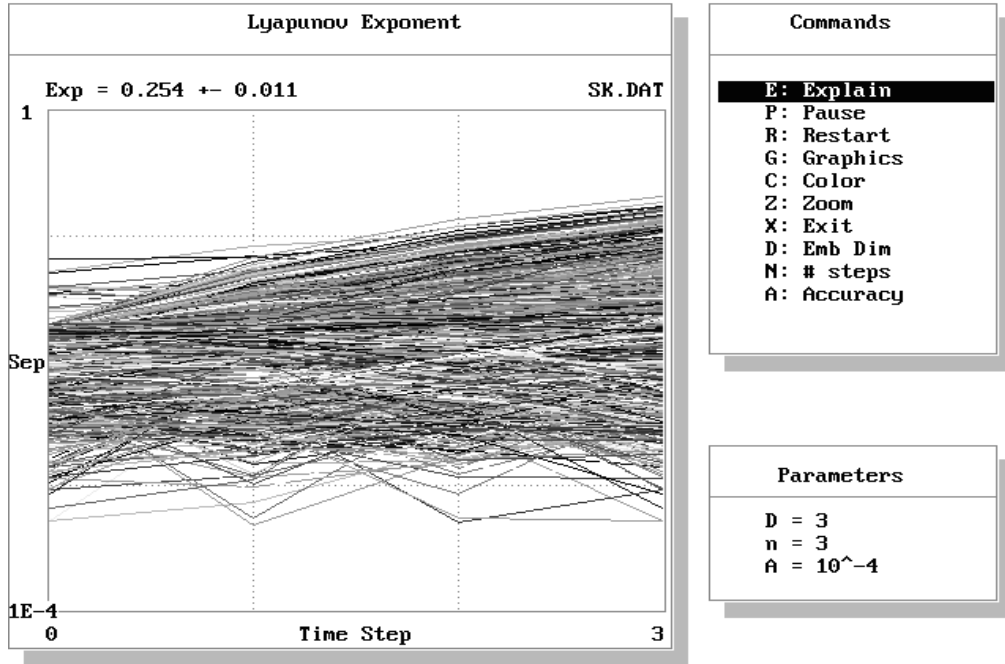 Lyapunov Exponent
Exp = 0.254 +- 0.011
SK.DAT
1
Sep
1E-4
0
Time Step
3
Commands
E: Explain
P: Pause
R: Restart
G: Graphics
C: Color
Z: Zoom
X: Exit
D: Emb Dim
N: # steps
A: Accuracy
Parameters
D = 3
n = 3
A = 10^-4